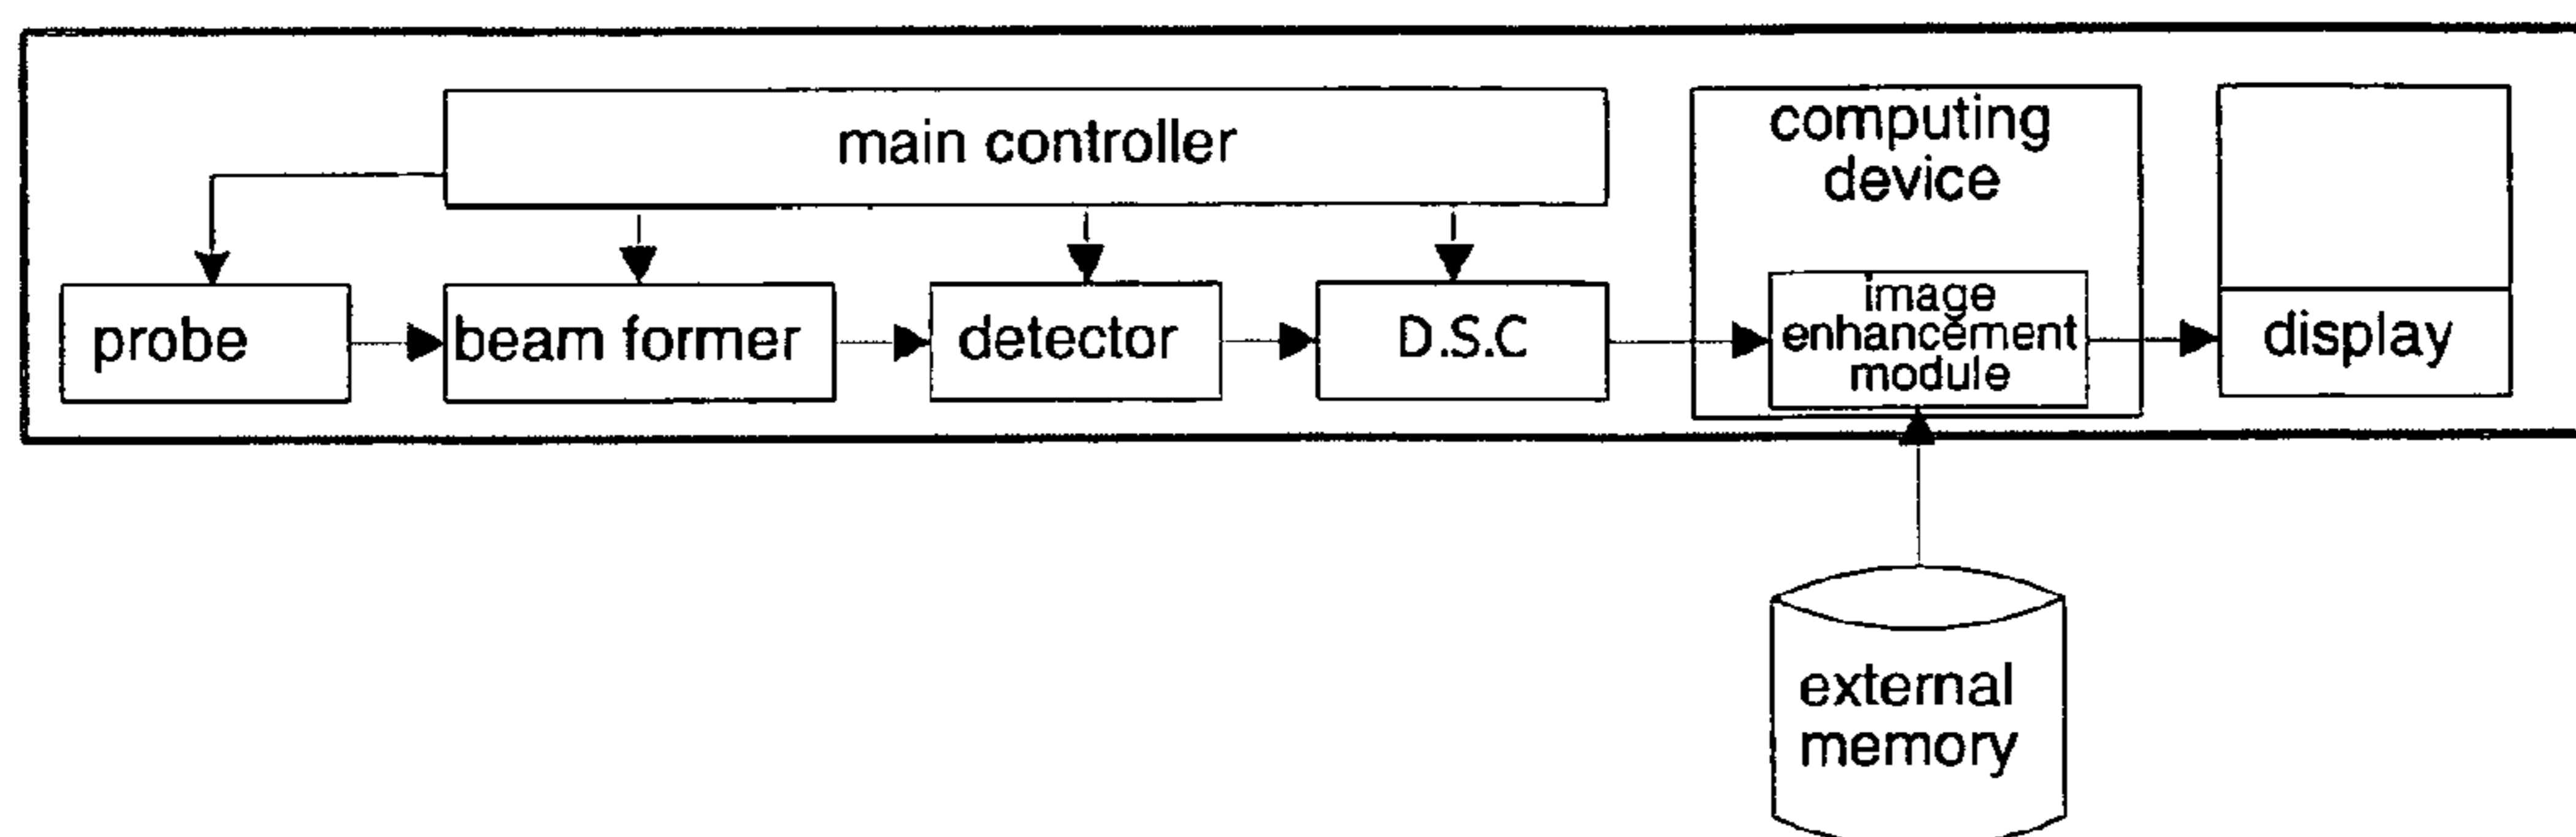 main controller
computing
device
probe
beam former
detector
D.S.C
image
enhancement
module
display
external
memory